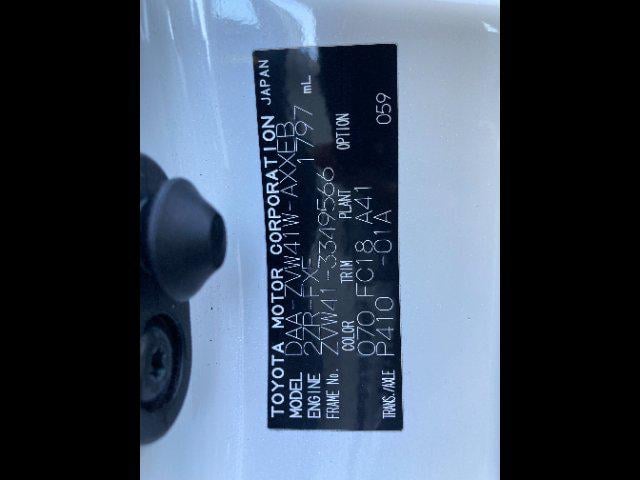 TOYOTA MOTOR CORPORATION JAPAN
MODEL DAA-ZVW41W-AXXEB
ENGINE 2ZR-FXE 1797 mL
FRAME No. ZVW41-3349566
COLOR TRIM PLANT OPTION
070 FC18 A41 059
TRANS./AXLE P410 -01A